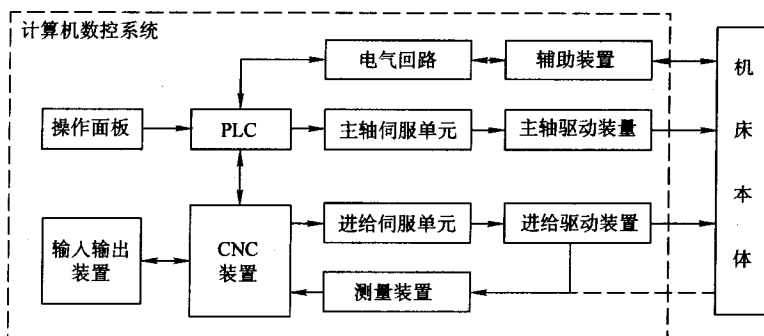 计算机数控系统
电气回路
辅助装置
操作面板
PLC
主轴伺服单元
主轴驱动装量
输入输出
装置
CNC
装置
进给伺服单元
进给驱动装置
测量装置
机
床
本
体